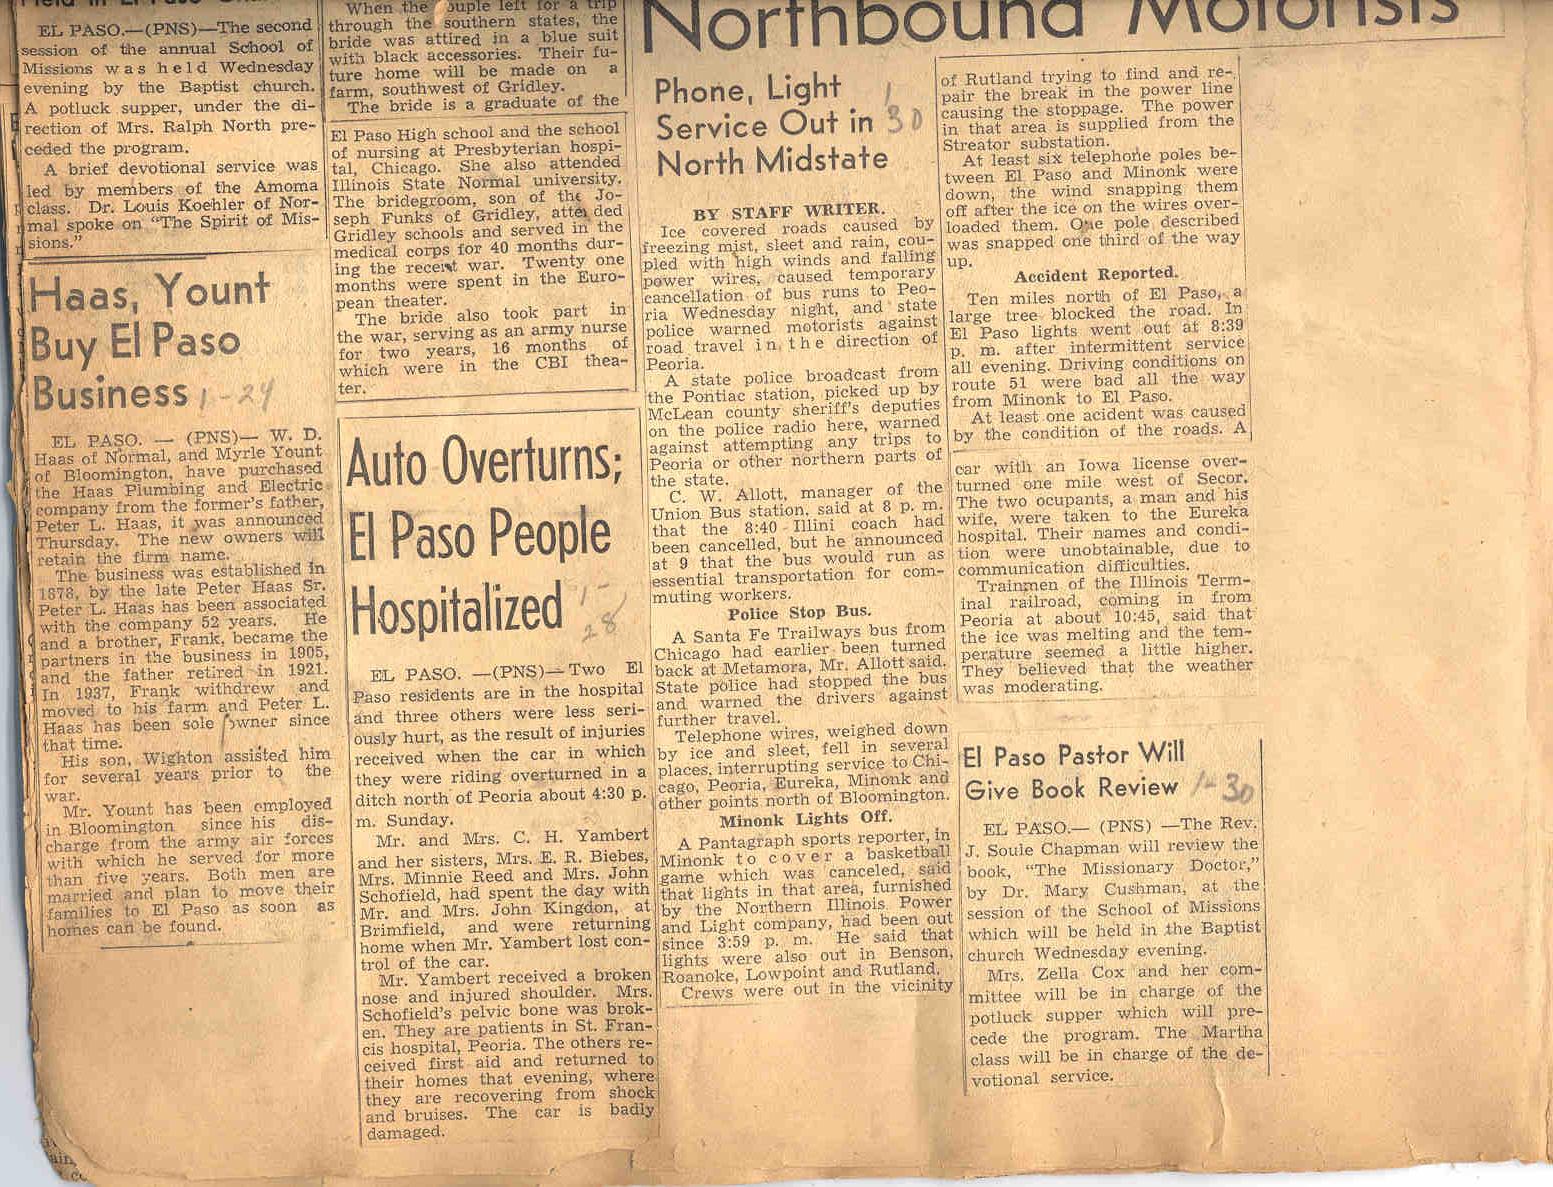 EL PASO.—(PNS)—The second
session of the annual School of
Missions was held Wednesday
evening by the Baptist church.
A potluck supper, under the di-
rection of Mrs. Ralph North pre-
ceded the program.
A brief devotional service was
led by members of the Amoma
class. Dr. Louis Koehler of Nor-
mal spoke on "The Spirit of Mis-
sions."
Haas, Yount
Buy El Paso
Business 1-24
EL PASO. — (PNS)— W. D.
Haas of Normal, and Myrle Yount
of Bloomington, have purchased
the Haas Plumbing and Electric
company from the former's father,
Peter L. Haas, it was announced
Thursday. The new owners will
retain the firm name.
The business was established in
1878, by the late Peter Haas Sr.
Peter L. Haas has been associated
with the company 52 years. He
and a brother, Frank, became the
partners in the business in 1905,
and the father retired in 1921.
In 1937, Frank withdrew and
moved to his farm and Peter L.
Haas has been sole owner since
that time.
His son, Wighton assisted him
for several years prior to the
war.
Mr. Yount has been employed
in Bloomington since his dis-
charge from the army air forces
with which he served for more
than five years. Both men are
married and plan to move their
families to El Paso as soon as
homes can be found.
When the couple left for a trip
through the southern states, the
bride was attired in a blue suit
with black accessories. Their fu-
ture home will be made on a
farm, southwest of Gridley.
The bride is a graduate of the
El Paso High school and the school
of nursing at Presbyterian hospi-
tal, Chicago. She also attended
Illinois State Normal university.
The bridegroom, son of the Jo-
seph Funks of Gridley, attended
Gridley schools and served in the
medical corps for 40 months dur-
ing the recent war. Twenty one
months were spent in the Euro-
pean theater.
The bride also took part in
the war, serving as an army nurse
for two years, 16 months of
which were in the CBI thea-
ter.
Auto Overturns;
El Paso People
Hospitalized 1-
28
EL PASO. —(PNS)— Two El
Paso residents are in the hospital
and three others were less seri-
ously hurt, as the result of injuries
received when the car in which
they were riding overturned in a
ditch north of Peoria about 4:30 p.
m. Sunday.
Mr. and Mrs. C. H. Yambert
and her sisters, Mrs. E. R. Biebes,
Mrs. Minnie Reed and Mrs. John
Schofield, had spent the day with
Mr. and Mrs. John Kingdon, at
Brimfield, and were returning
home when Mr. Yambert lost con-
trol of the car.
Mr. Yambert received a broken
nose and injured shoulder. Mrs.
Schofield's pelvic bone was brok-
en. They are patients in St. Fran-
cis hospital, Peoria. The others re-
ceived first aid and returned to
their homes that evening, where
they are recovering from shock
and bruises. The car is badly
damaged.
Northbound Motorists
Phone, Light 1
Service Out in 30
North Midstate
BY STAFF WRITER.
Ice covered roads caused by
freezing mist, sleet and rain, cou-
pled with high winds and falling
power wires, caused temporary
cancellation of bus runs to Peo-
ria Wednesday night, and state
police warned motorists against
road travel in the direction of
Peoria.
A state police broadcast from
the Pontiac station, picked up by
McLean county sheriff's deputies
on the police radio here, warned
against attempting any trips to
Peoria or other northern parts of
the state.
C. W. Allott, manager of the
Union Bus station, said at 8 p. m.
that the 8:40 Illini coach had
been cancelled, but he announced
at 9 that the bus would run as
essential transportation for com-
muting workers.
Police Stop Bus.
A Santa Fe Trailways bus from
Chicago had earlier been turned
back at Metamora, Mr. Allott said.
State police had stopped the bus
and warned the drivers against
further travel.
Telephone wires, weighed down
by ice and sleet, fell in several
places, interrupting service to Chi-
cago, Peoria, Eureka, Minonk and
other points north of Bloomington.
Minonk Lights Off.
A Pantagraph sports reporter, in
Minonk to cover a basketball
game which was canceled, said
that lights in that area, furnished
by the Northern Illinois Power
and Light company, had been out
since 3:59 p. m. He said that
lights were also out in Benson,
Roanoke, Lowpoint and Rutland.
Crews were out in the vicinity
of Rutland trying to find and re-
pair the break in the power line
causing the stoppage. The power
in that area is supplied from the
Streator substation.
At least six telephone poles be-
tween El Paso and Minonk were
down, the wind snapping them
off after the ice on the wires over-
loaded them. One pole described
was snapped one third of the way
up.
Accident Reported.
Ten miles north of El Paso, a
large tree blocked the road. In
El Paso lights went out at 8:39
p. m. after intermittent service
all evening. Driving conditions on
route 51 were bad all the way
from Minonk to El Paso.
At least one acident was caused
by the condition of the roads. A
car with an Iowa license over-
turned one mile west of Secor.
The two ocupants, a man and his
wife, were taken to the Eureka
hospital. Their names and condi-
tion were unobtainable, due to
communication difficulties.
Trainmen of the Illinois Term-
inal railroad, coming in from
Peoria at about 10:45, said that
the ice was melting and the tem-
perature seemed a little higher.
They believed that the weather
was moderating.
El Paso Pastor Will
Give Book Review 1-30
EL PASO.— (PNS) —The Rev.
J. Soule Chapman will review the
book, "The Missionary Doctor,"
by Dr. Mary Cushman, at the
session of the School of Missions
which will be held in the Baptist
church Wednesday evening.
Mrs. Zella Cox and her com-
mittee will be in charge of the
potluck supper which will pre-
cede the program. The Martha
class will be in charge of the de-
votional service.